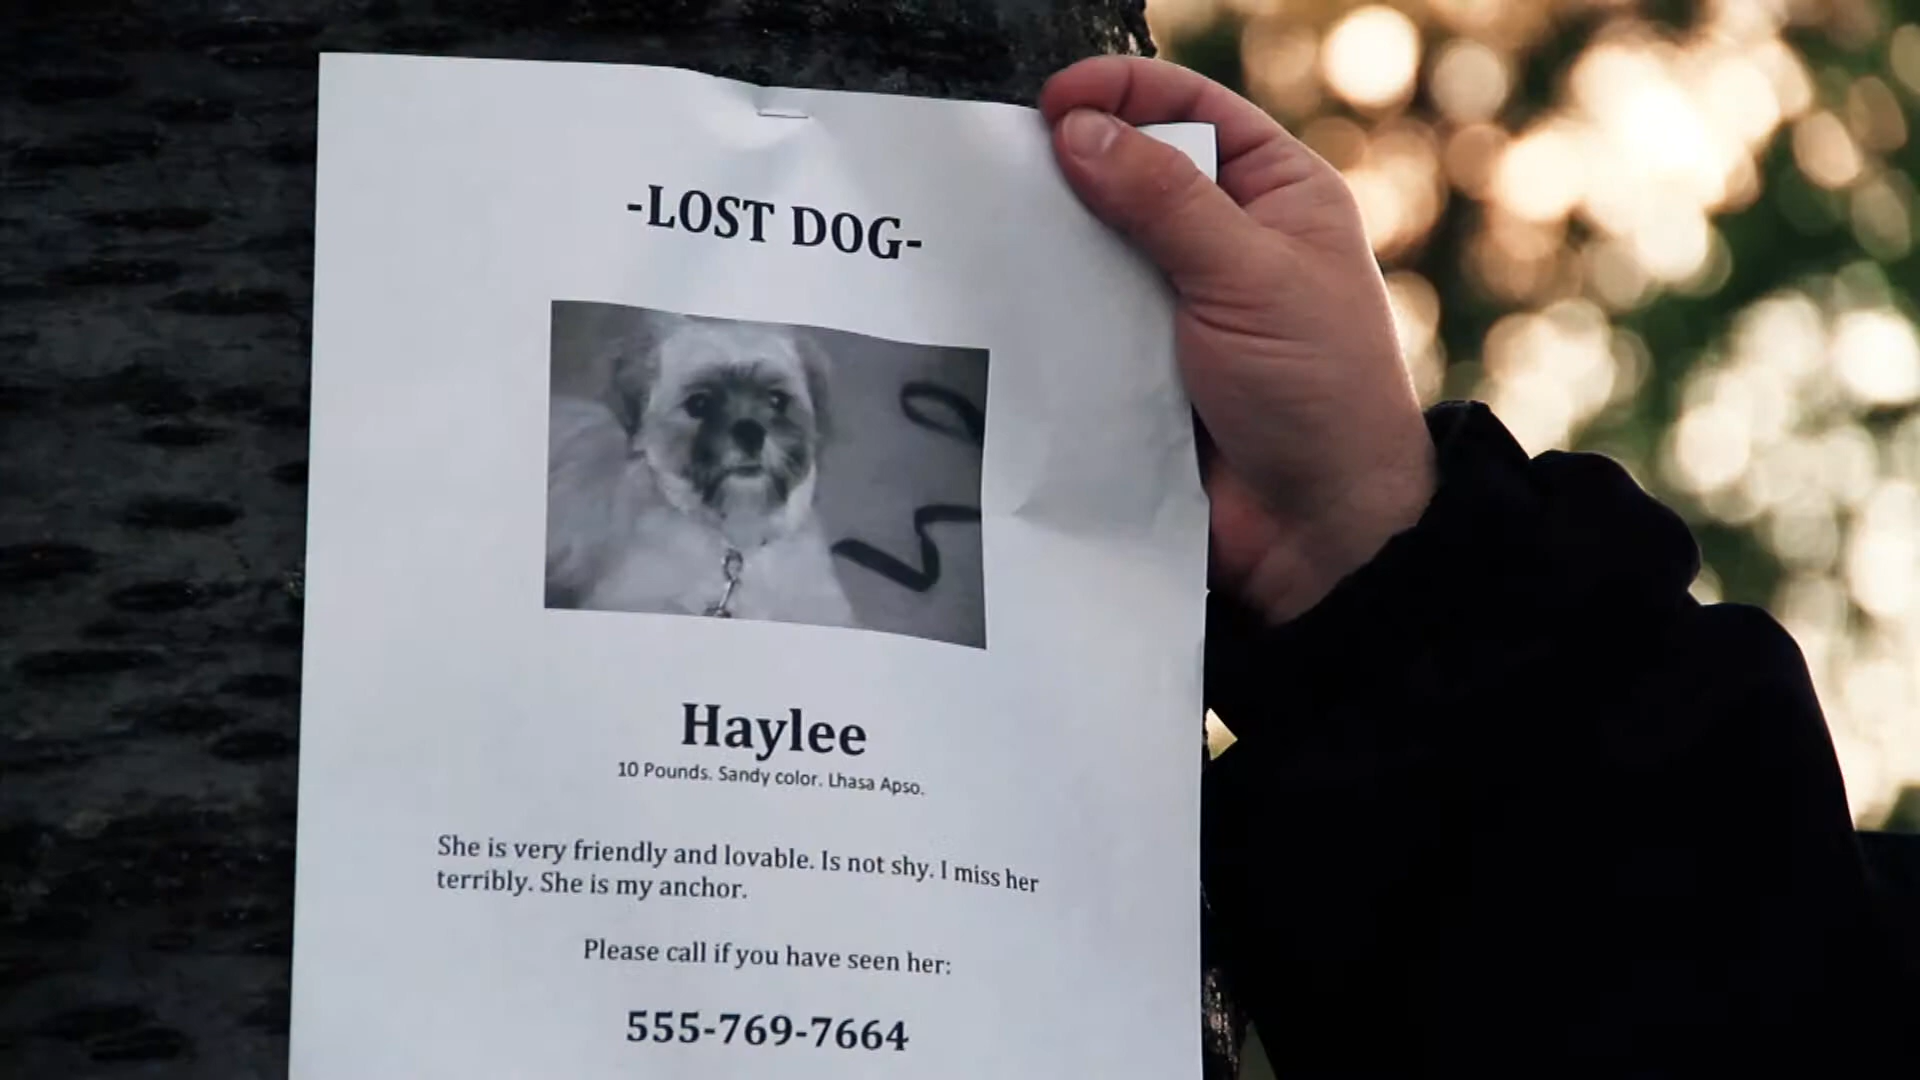 -LOST DOG-
Haylee
10 Pounds. Sandy color. Lhasa Apso.
She is very friendly and lovable. Is not shy. I miss her
terribly. She is my anchor.
Please call if you have seen her:
555-769-7664